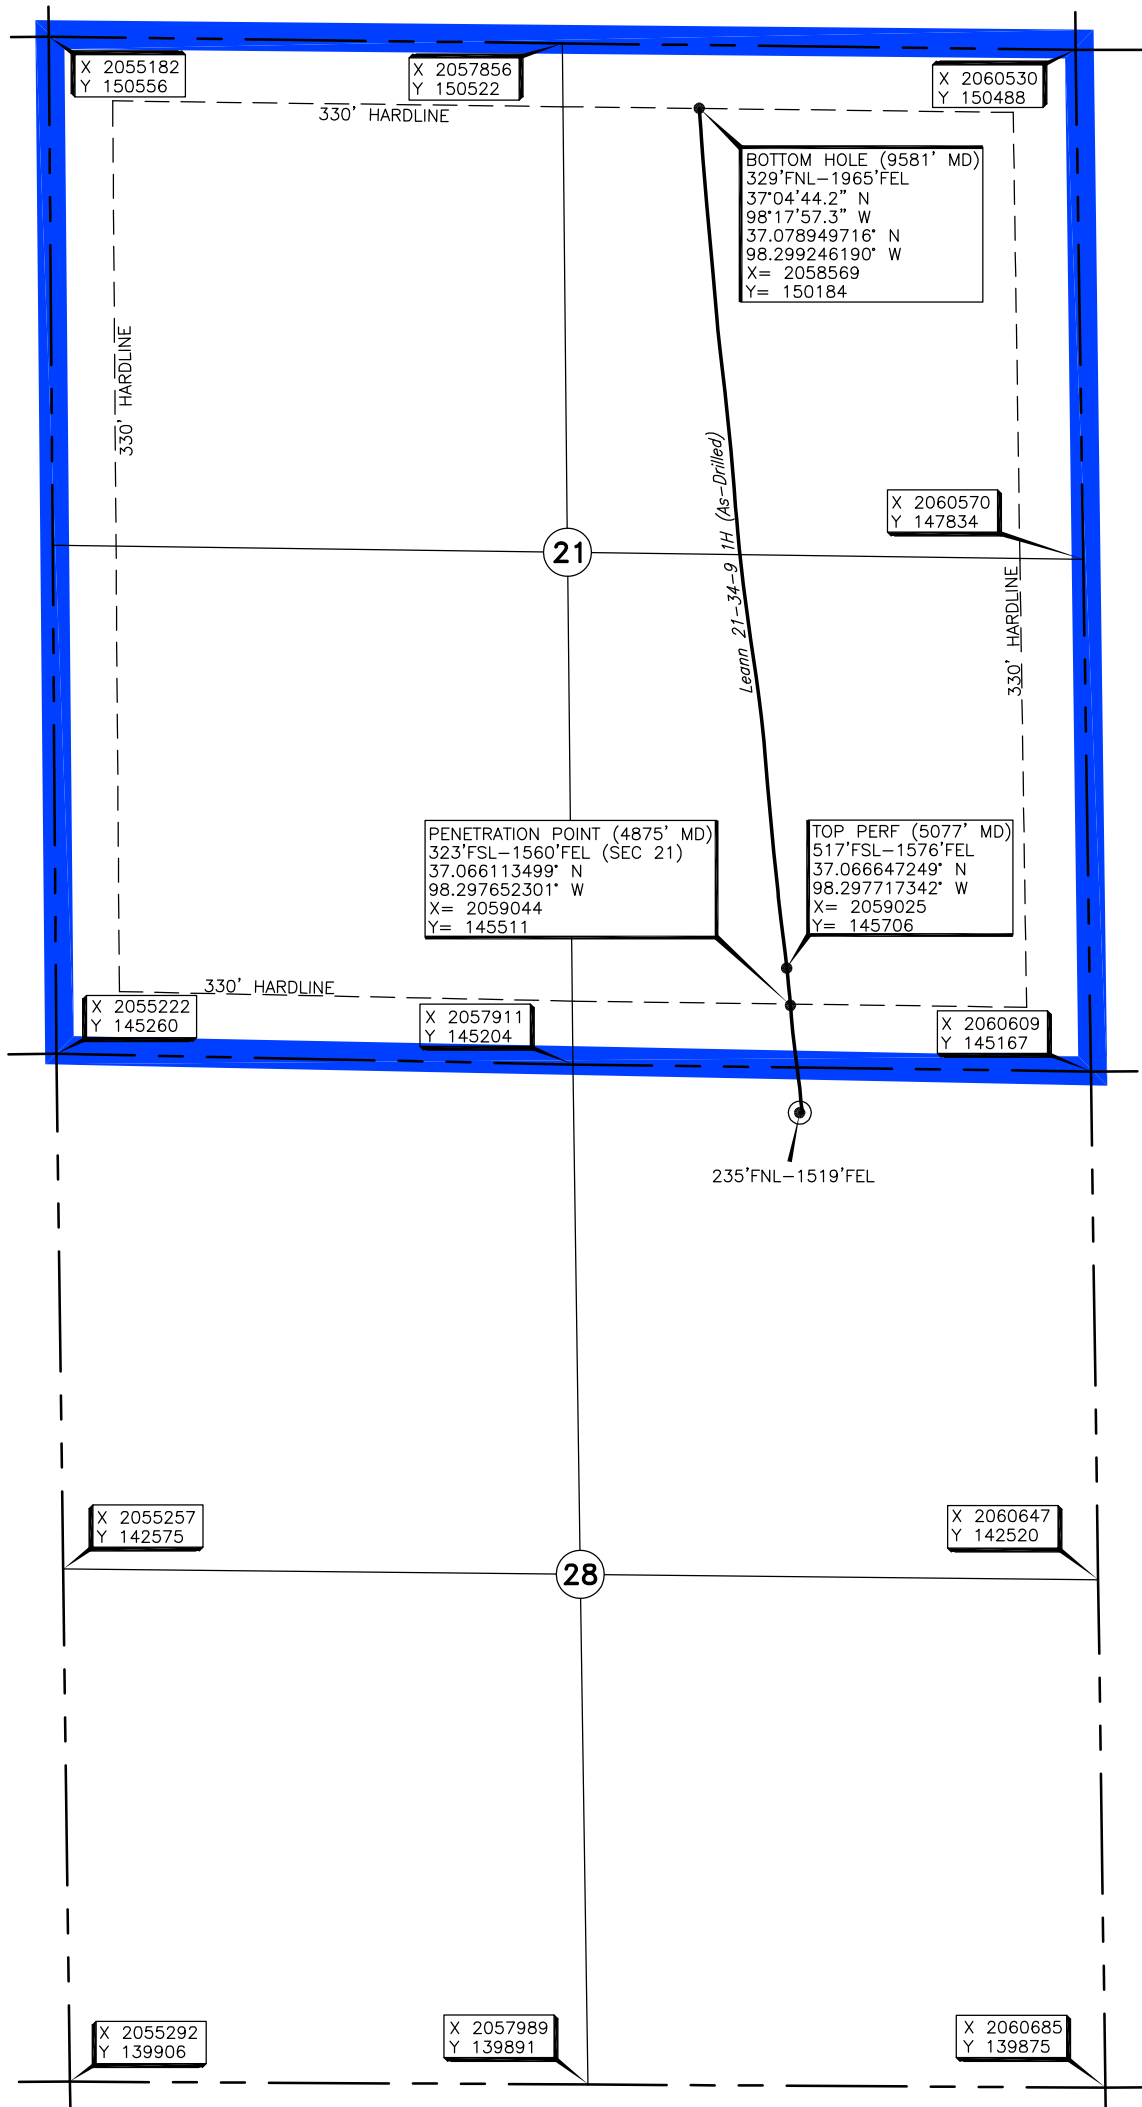 X 2055182
Y 150556
X 2057856
Y 150522
X 2060530
Y 150488
330' HARDLINE
BOTTOM HOLE (9581' MD)
329'FNL-1965'FEL
37°04'44.2" N
98°17'57.3" W
37.078949716° N
98.299246190° W
X= 2058569
Y= 150184
330' HARDLINE
Leann 21-34-9 1H (As-Drilled)
X 2060570
Y 147834
21
330' HARDLINE
PENETRATION POINT (4875' MD)
323'FSL-1560'FEL (SEC 21)
37.066113499° N
98.297652301° W
X= 2059044
Y= 145511
TOP PERF (5077' MD)
517'FSL-1576'FEL
37.066647249° N
98.297717342° W
X= 2059025
Y= 145706
330' HARDLINE
X 2055222
Y 145260
X 2057911
Y 145204
X 2060609
Y 145167
235'FNL-1519'FEL
X 2055257
Y 142575
X 2060647
Y 142520
28
X 2055292
Y 139906
X 2057989
Y 139891
X 2060685
Y 139875